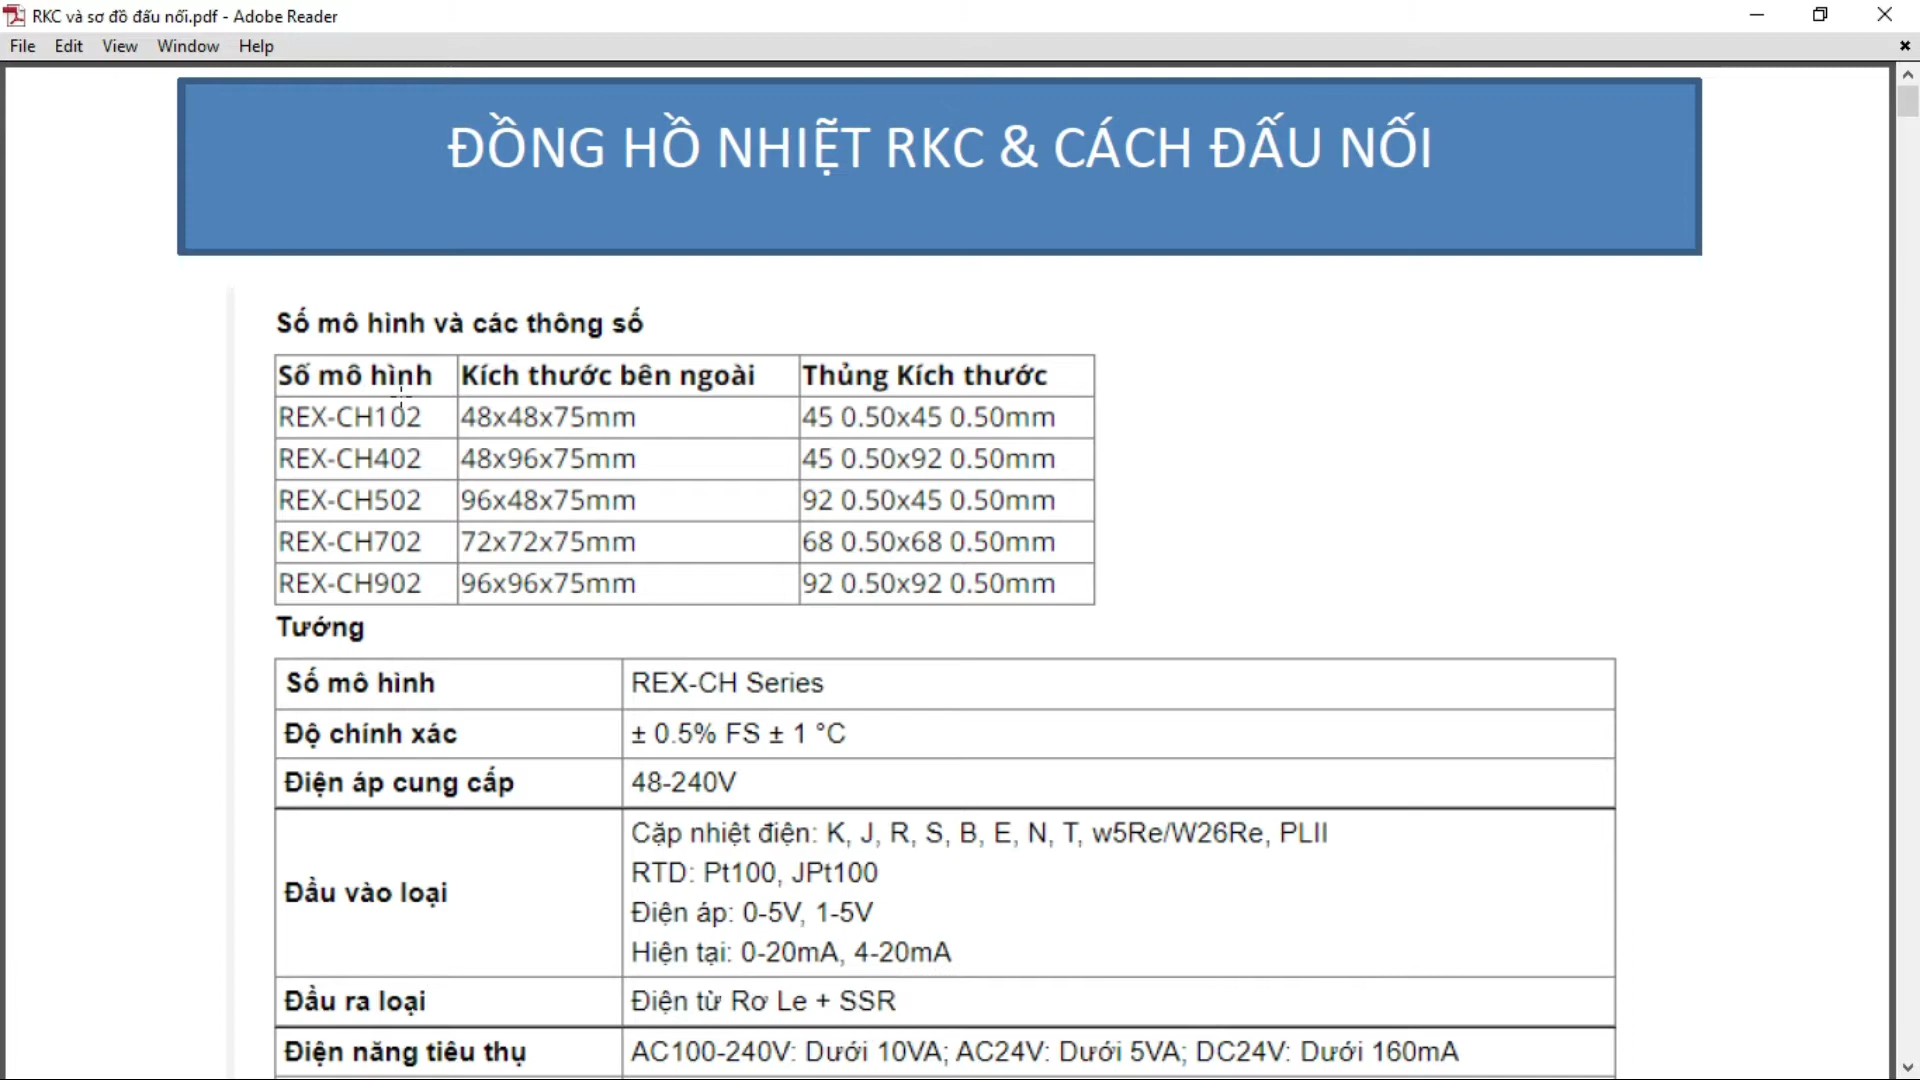 RKC và sơ đồ đấu nối.pdf - Adobe Reader
File Edit View Window Help
ĐỒNG HỒ NHIỆT RKC & CÁCH ĐẤU NỐI
Số mô hình và các thông số
Số mô hình Kích thước bên ngoài Thủng Kích thước
REX-CH102 48x48x75mm 45 0.50x45 0.50mm
REX-CH402 48x96x75mm 45 0.50x92 0.50mm
REX-CH502 96x48x75mm 92 0.50x45 0.50mm
REX-CH702 72x72x75mm 68 0.50x68 0.50mm
REX-CH902 96x96x75mm 92 0.50x92 0.50mm
Tướng
Số mô hình REX-CH Series
Độ chính xác ± 0.5% FS ± 1 °C
Điện áp cung cấp 48-240V
Đầu vào loại
Cặp nhiệt điện: K, J, R, S, B, E, N, T, w5Re/W26Re, PLII
RTD: Pt100, JPt100
Điện áp: 0-5V, 1-5V
Hiện tại: 0-20mA, 4-20mA
Đầu ra loại Điện từ Rơ Le + SSR
Điện năng tiêu thụ AC100-240V: Dưới 10VA; AC24V: Dưới 5VA; DC24V: Dưới 160mA